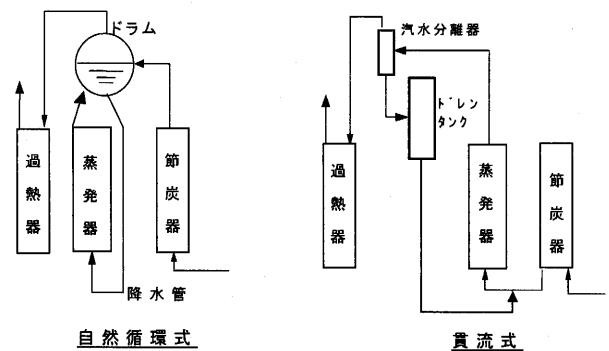 ドラム
過熱器
蒸発器
節炭器
降水管
自然循環式
汽水分離器
ドレン
タンク
過熱器
蒸発器
節炭器
貫流式